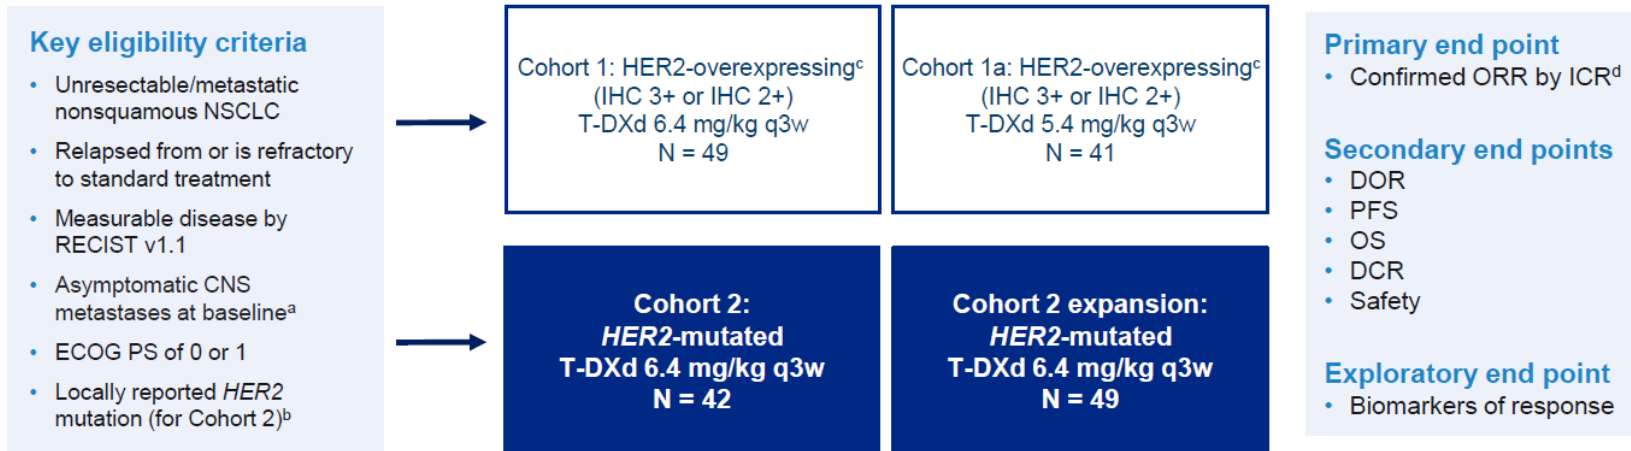 Key eligibility criteria
• Unresectable/metastatic
nonsquamous NSCLC
• Relapsed from or is refractory
to standard treatment
• Measurable disease by
RECIST v1.1
• Asymptomatic CNS
metastases at baselineᵃ
• ECOG PS of 0 or 1
• Locally reported HER2
mutation (for Cohort 2)ᵇ
Cohort 1: HER2-overexpressingᶜ
(IHC 3+ or IHC 2+)
T-DXd 6.4 mg/kg q3w
N = 49
Cohort 1a: HER2-overexpressingᶜ
(IHC 3+ or IHC 2+)
T-DXd 5.4 mg/kg q3w
N = 41
Cohort 2:
HER2-mutated
T-DXd 6.4 mg/kg q3w
N = 42
Cohort 2 expansion:
HER2-mutated
T-DXd 6.4 mg/kg q3w
N = 49
Primary end point
• Confirmed ORR by ICRᵈ
Secondary end points
• DOR
• PFS
• OS
• DCR
• Safety
Exploratory end point
• Biomarkers of response